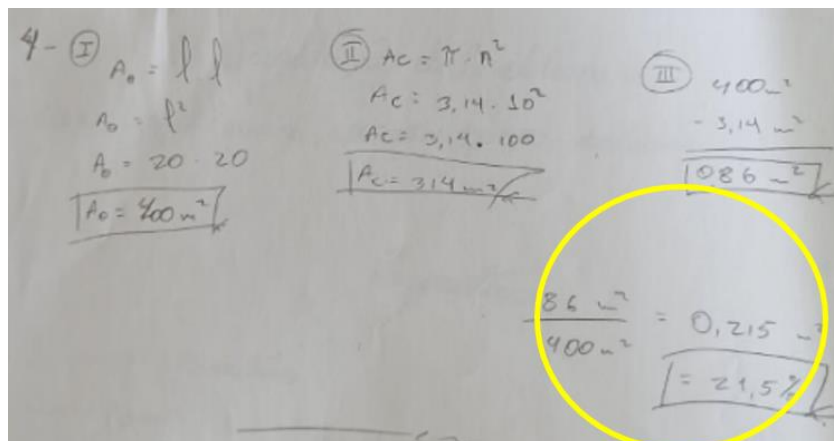 4- I A₀ = l l
A₀ = l²
A₀ = 20 · 20
A₀ = 400 m²
II Ac = π · r²
Ac = 3,14 · 10²
Ac = 3,14 · 100
Ac = 314 m²
III 400 m²
- 3,14 m²
086 m²
86 m²
400 m²
= 0,215 m²
= 21,5%